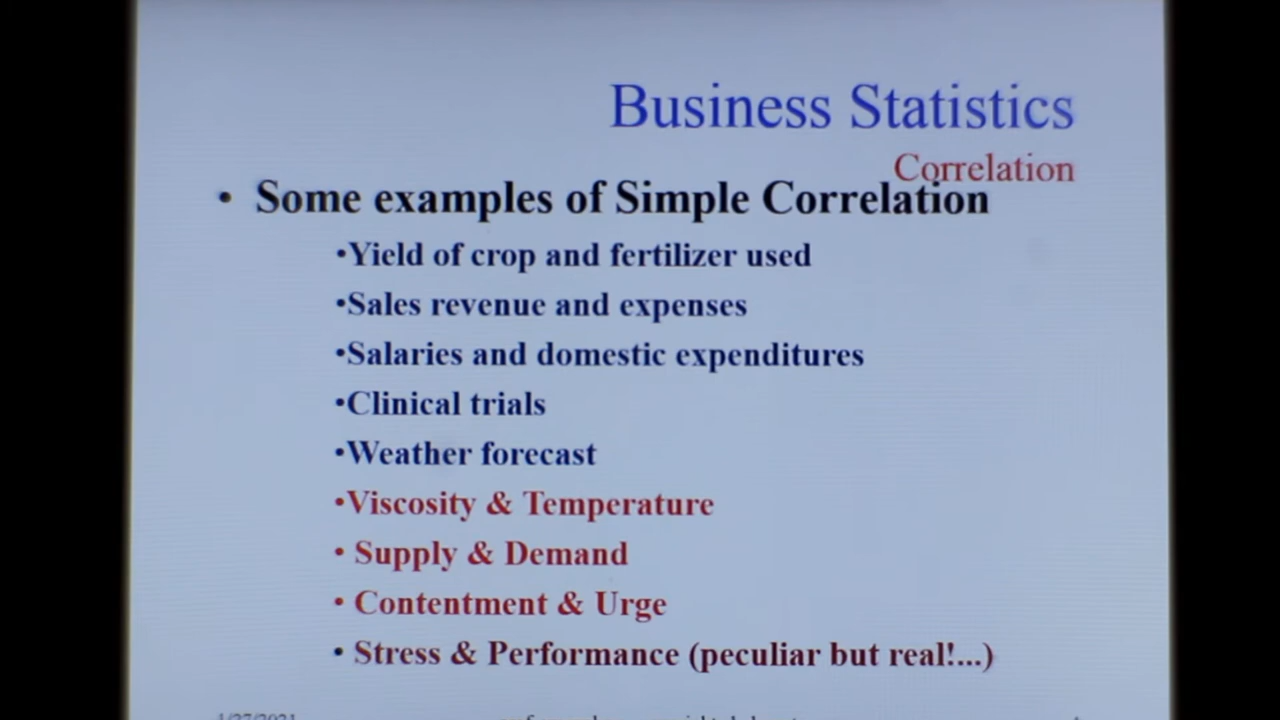 Business Statistics
Correlation
• Some examples of Simple Correlation
•Yield of crop and fertilizer used
•Sales revenue and expenses
•Salaries and domestic expenditures
•Clinical trials
•Weather forecast
•Viscosity & Temperature
• Supply & Demand
• Contentment & Urge
• Stress & Performance (peculiar but real!...)